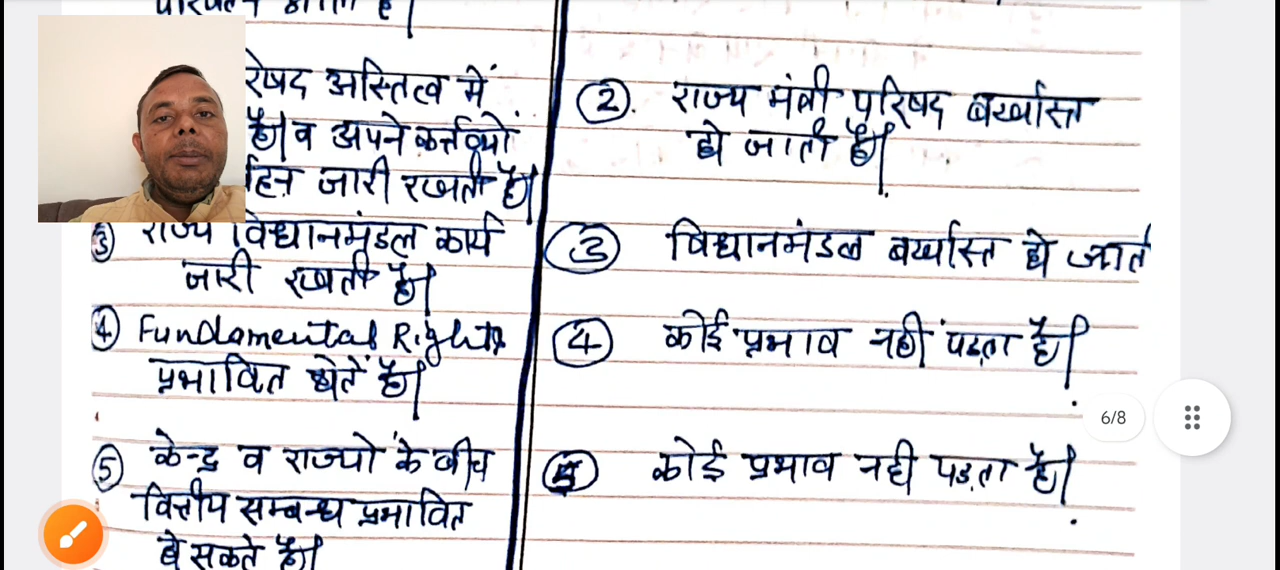 रिषद अस्तित्व में
है। व अपने कर्त्तव्यों
जारी रखती है।
③ राज्य विधानमंडल कार्य
जारी रखती है।
④ Fundamental Rights
प्रभावित होतें है।
⑤ केन्द्र व राज्यों के बीच
वित्तीय सम्बन्ध प्रभावित
हो सकते है।
②. राज्य मंत्री परिषद बर्खास्त
हो जाती है।
③ विधानमंडल बर्खास्त हो जाती
④ कोई प्रभाव नहीं पड़ता है।
⑤ कोई प्रभाव नही पड़ता है।
6/8